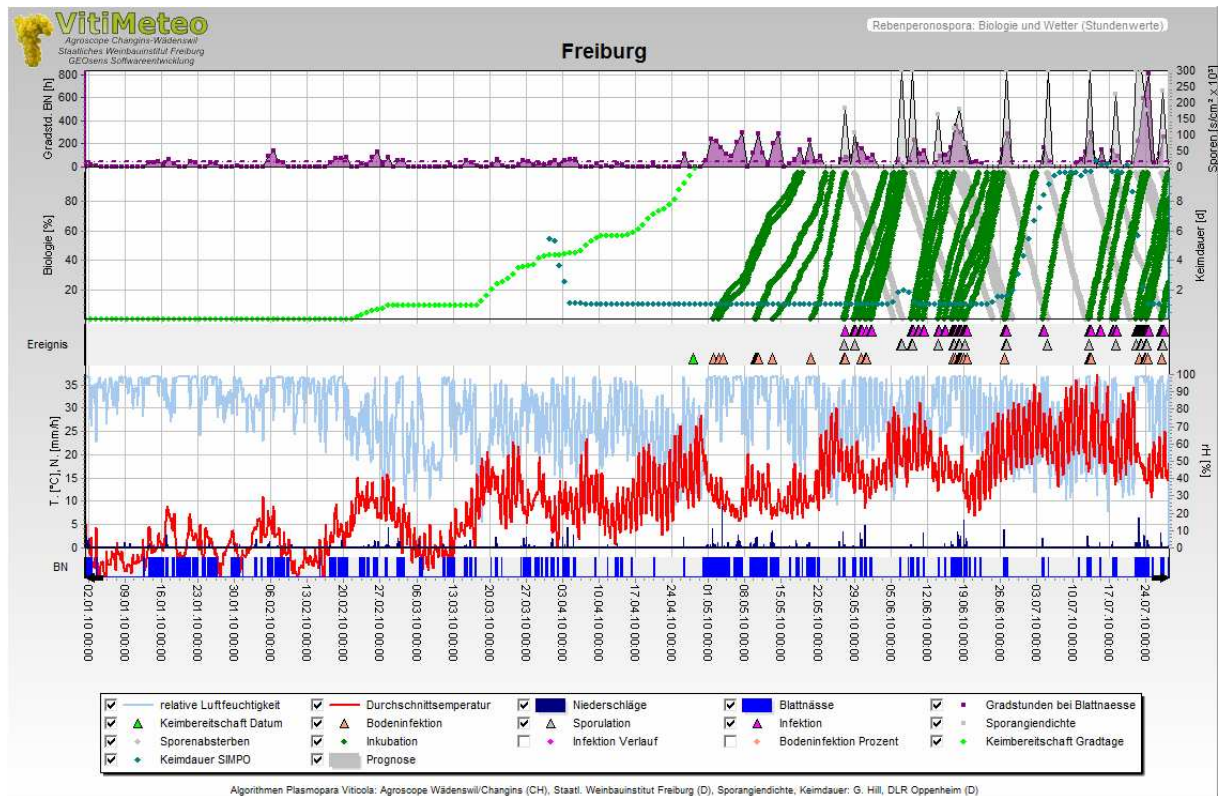 VitiMeteo
Agroscope Changins-Wädenswil
Staatliches Weinbauinstitut Freiburg
GEOsens Softwareentwicklung
Rebenperonospora: Biologie und Wetter (Stundenwerte)
Freiburg
Gradstd. BN [h]
800
600
400
200
0
300
250
200
150
100
50
0
Sporen [s/cm² x 10³]
Biologie [%]
80
60
40
20
8
6
4
2
Keimdauer [d]
Ereignis
T. [°C], N. [mm/h]
35
30
25
20
15
10
5
0
100
90
80
70
60
50
40
30
20
10
0
Hr [%]
BN
02.01.10 00:00
09.01.10 00:00
16.01.10 00:00
23.01.10 00:00
30.01.10 00:00
06.02.10 00:00
13.02.10 00:00
20.02.10 00:00
27.02.10 00:00
06.03.10 00:00
13.03.10 00:00
20.03.10 00:00
27.03.10 00:00
03.04.10 00:00
10.04.10 00:00
17.04.10 00:00
24.04.10 00:00
01.05.10 00:00
08.05.10 00:00
15.05.10 00:00
22.05.10 00:00
29.05.10 00:00
05.06.10 00:00
12.06.10 00:00
19.06.10 00:00
26.06.10 00:00
03.07.10 00:00
10.07.10 00:00
17.07.10 00:00
24.07.10 00:00
relative Luftfeuchtigkeit
Durchschnittstemperatur
Niederschläge
Blattnässe
Gradstunden bei Blattnaesse
Keimbereitschaft Datum
Bodeninfektion
Sporulation
Infektion
Sporangiendichte
Sporenabsterben
Inkubation
Infektion Verlauf
Bodeninfektion Prozent
Keimbereitschaft Gradtage
Keimdauer SIMPO
Prognose
Algorithmen Plasmopara Viticola: Agroscope Wädenswil/Changins (CH), Staatl. Weinbauinstitut Freiburg (D), Sporangiendichte, Keimdauer: G. Hill, DLR Oppenheim (D)